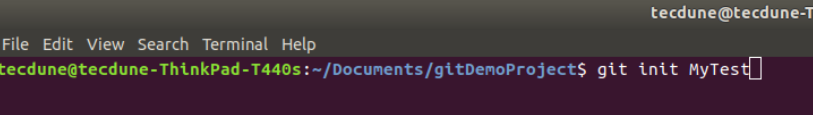 tecdune@tecdune-T
File Edit View Search Terminal Help
tecdune@tecdune-ThinkPad-T440s:~/Documents/gitDemoProject$ git init MyTest